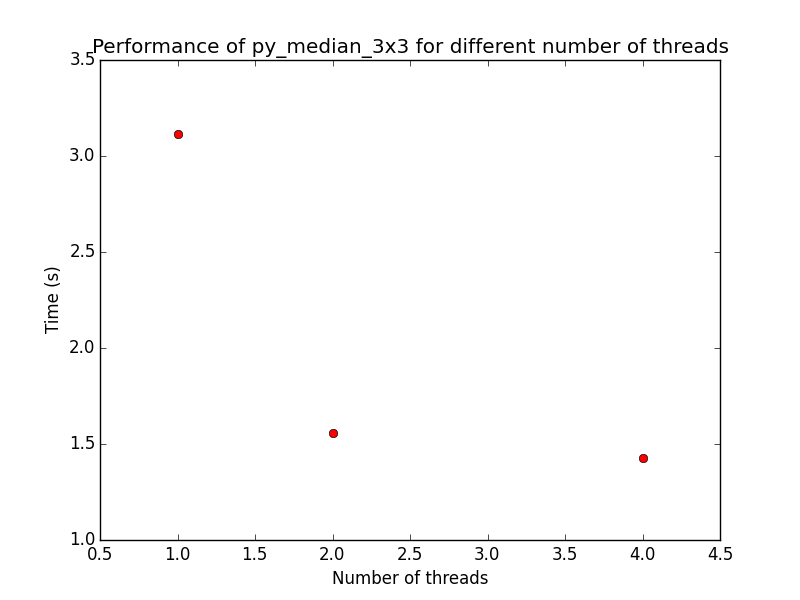 Performance of py_median_3x3 for different number of threads
3.5
3.0
2.5
2.0
1.5
1.0
Time (s)
0.5 1.0 1.5 2.0 2.5 3.0 3.5 4.0 4.5
Number of threads